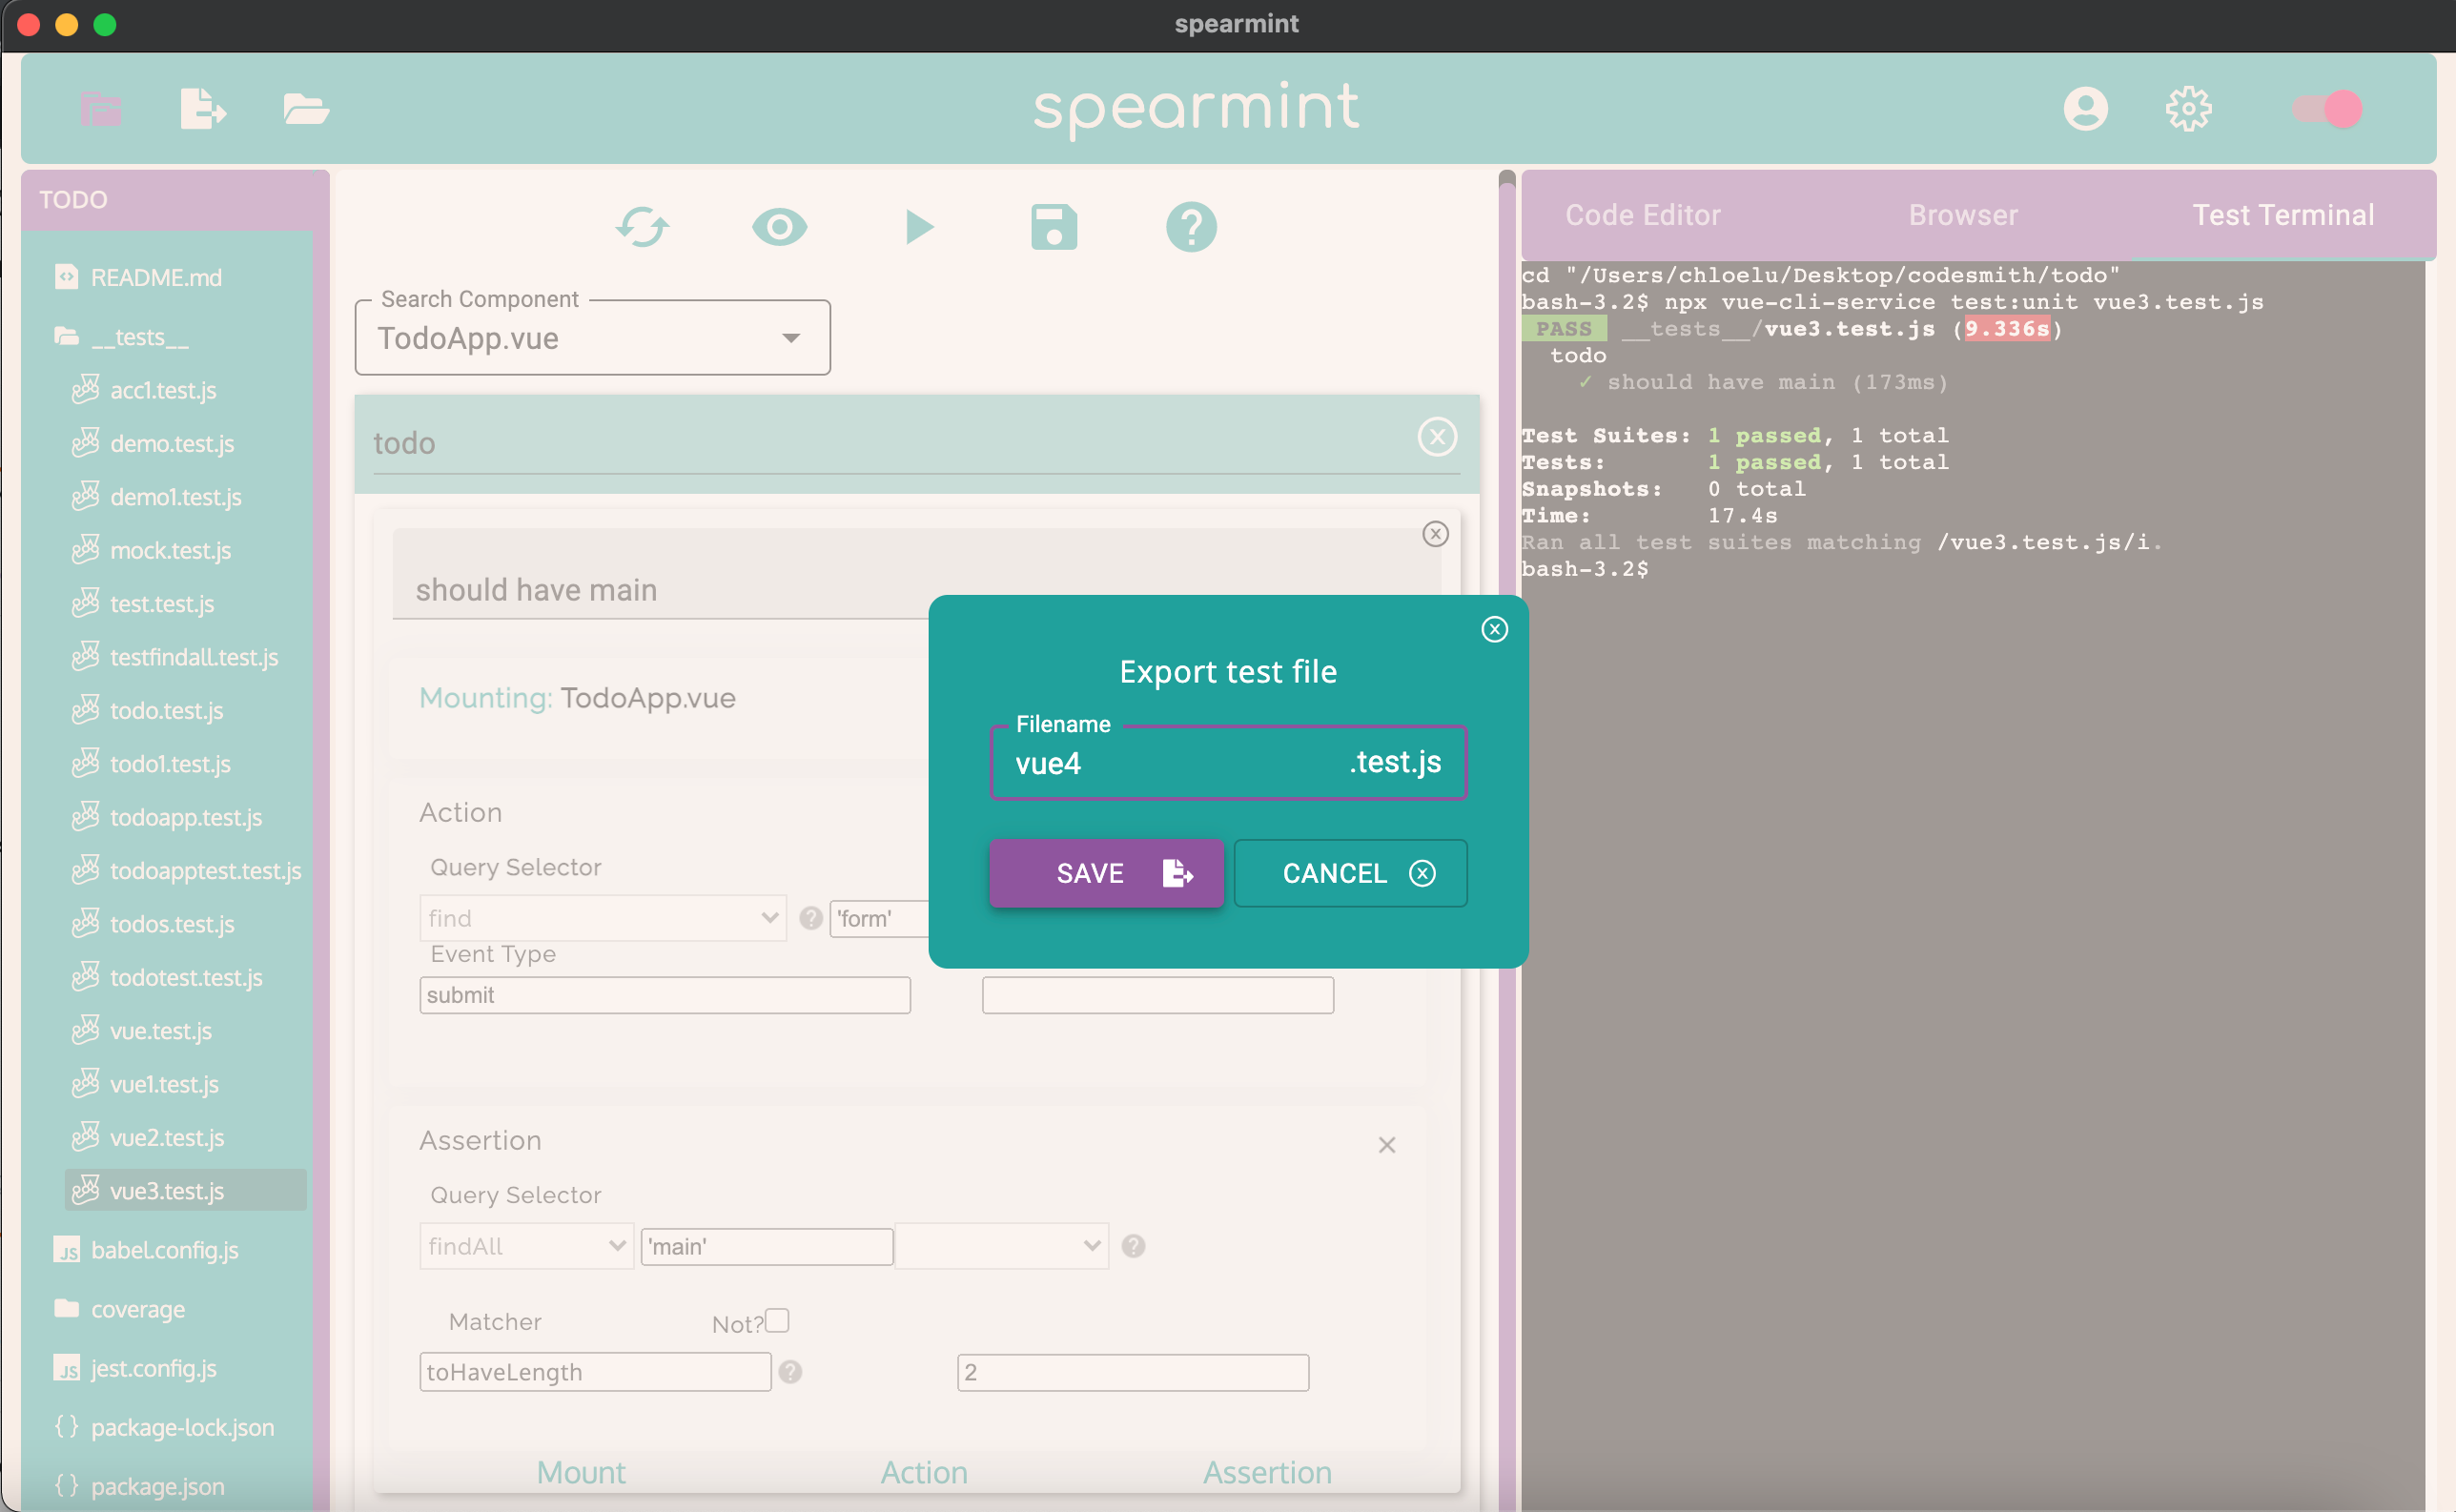 spearmint
spearmint
TODO
README.md
__tests__
acc1.test.js
demo.test.js
demo1.test.js
mock.test.js
test.test.js
testfindall.test.js
todo.test.js
todo1.test.js
todoapp.test.js
todoapptest.test.js
todos.test.js
todotest.test.js
vue.test.js
vue1.test.js
vue2.test.js
vue3.test.js
JS babel.config.js
coverage
JS jest.config.js
{} package-lock.json
{} package.json
Search Component
TodoApp.vue
todo
should have main
Mounting: TodoApp.vue
Action
Query Selector
find ? 'form'
Event Type
submit
Assertion
Query Selector
findAll 'main' ?
Matcher Not?
toHaveLength ? 2
Mount Action Assertion
Export test file
Filename
vue4 .test.js
SAVE CANCEL
Code Editor Browser Test Terminal
cd "/Users/chloelu/Desktop/codesmith/todo"
bash-3.2$ npx vue-cli-service test:unit vue3.test.js
PASS __tests__/vue3.test.js (9.336s)
todo
✓ should have main (173ms)
Test Suites: 1 passed, 1 total
Tests: 1 passed, 1 total
Snapshots: 0 total
Time: 17.4s
Ran all test suites matching /vue3.test.js/i.
bash-3.2$